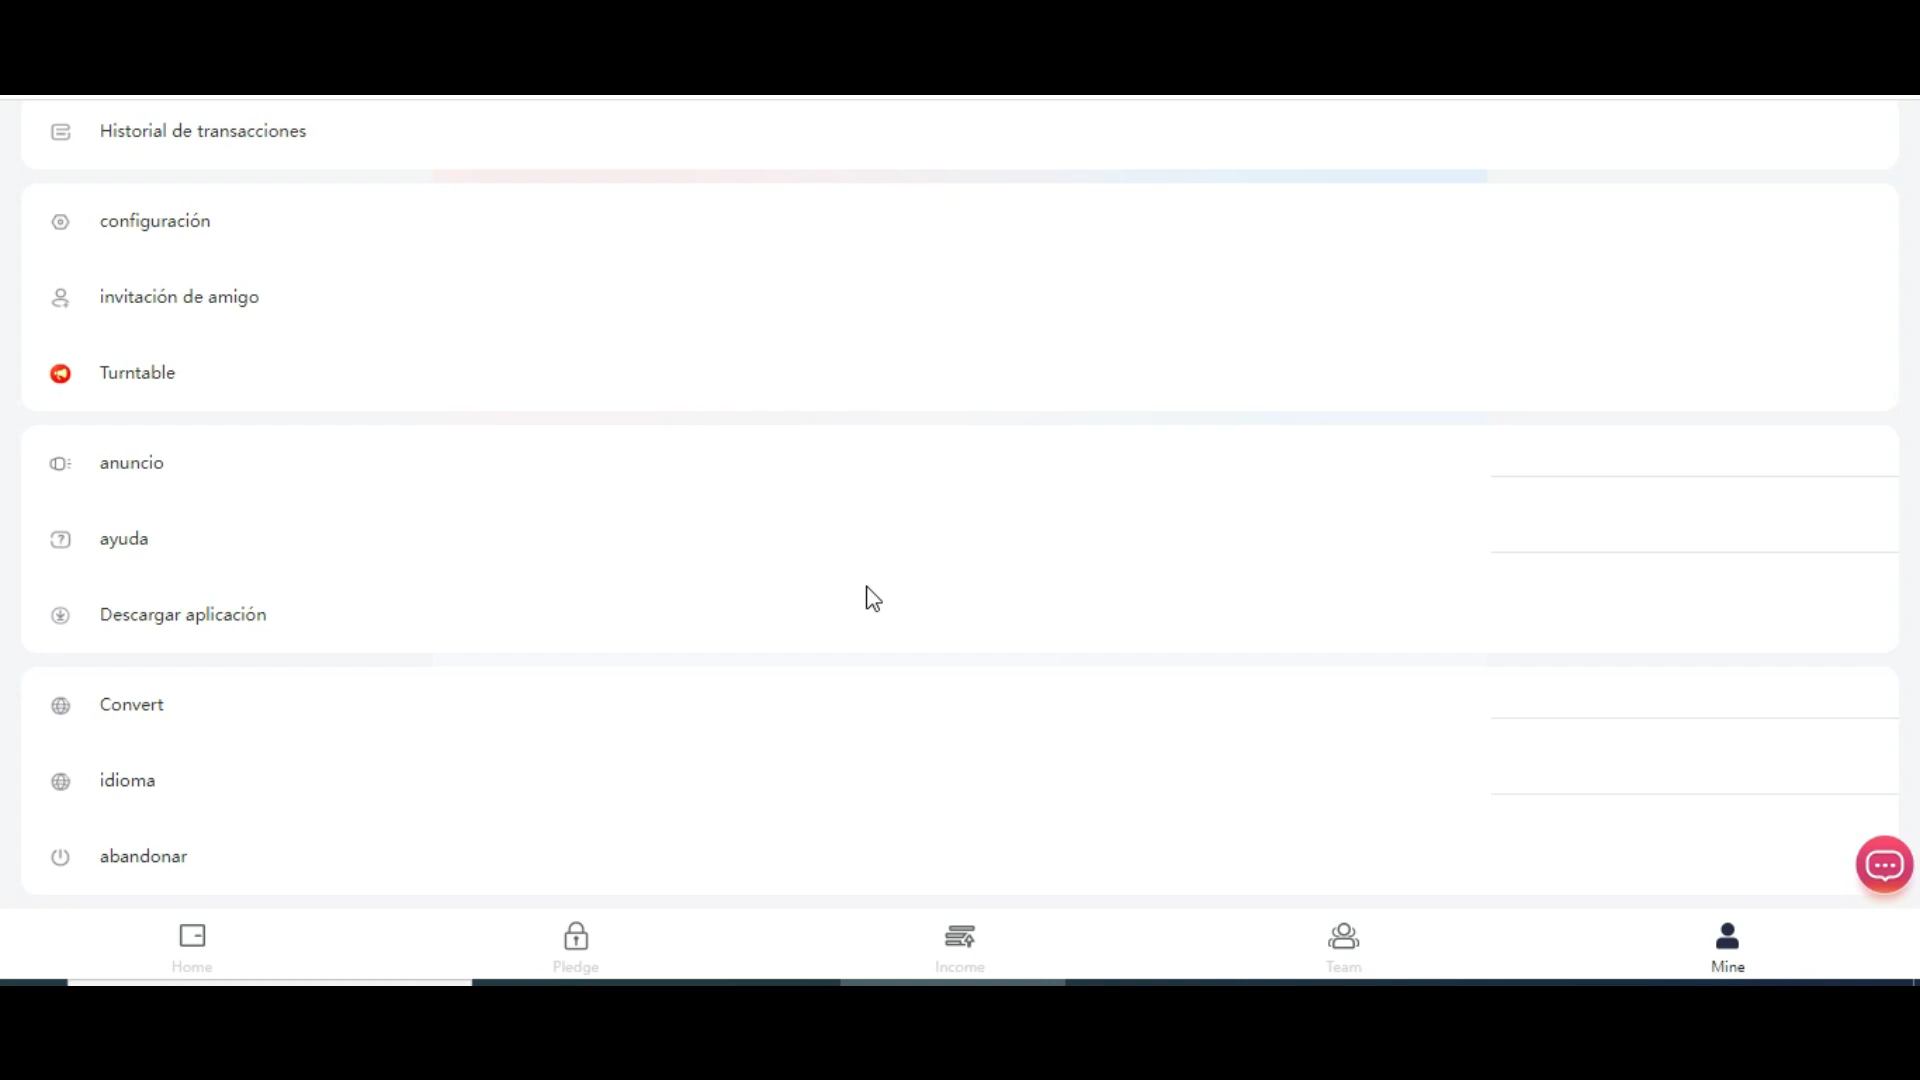 Historial de transacciones
configuración
invitación de amigo
Turntable
anuncio
ayuda
Descargar aplicación
Convert
idioma
abandonar
Home
Pledge
Income
Team
Mine